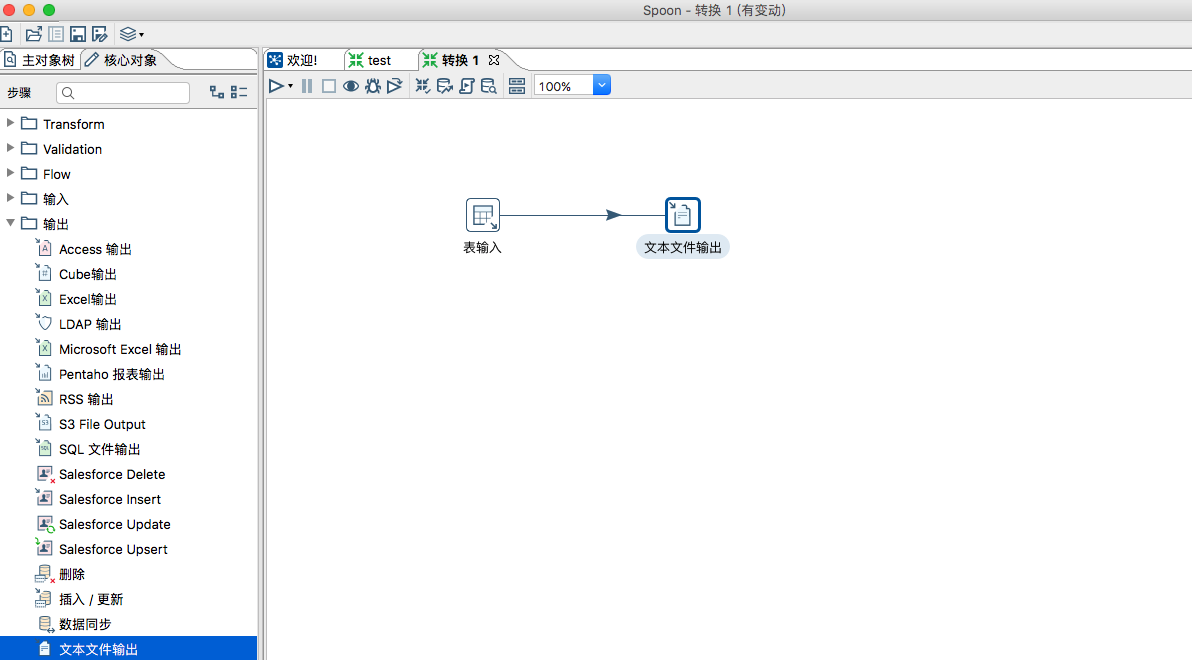 Spoon - 转换 1 (有变动)
主对象树 核心对象
欢迎! test 转换 1
步骤
100%
Transform
Validation
Flow
输入
输出
Access 输出
Cube输出
Excel输出
LDAP 输出
Microsoft Excel 输出
Pentaho 报表输出
RSS 输出
S3 File Output
SQL 文件输出
Salesforce Delete
Salesforce Insert
Salesforce Update
Salesforce Upsert
删除
插入 / 更新
数据同步
文本文件输出
表输入
文本文件输出